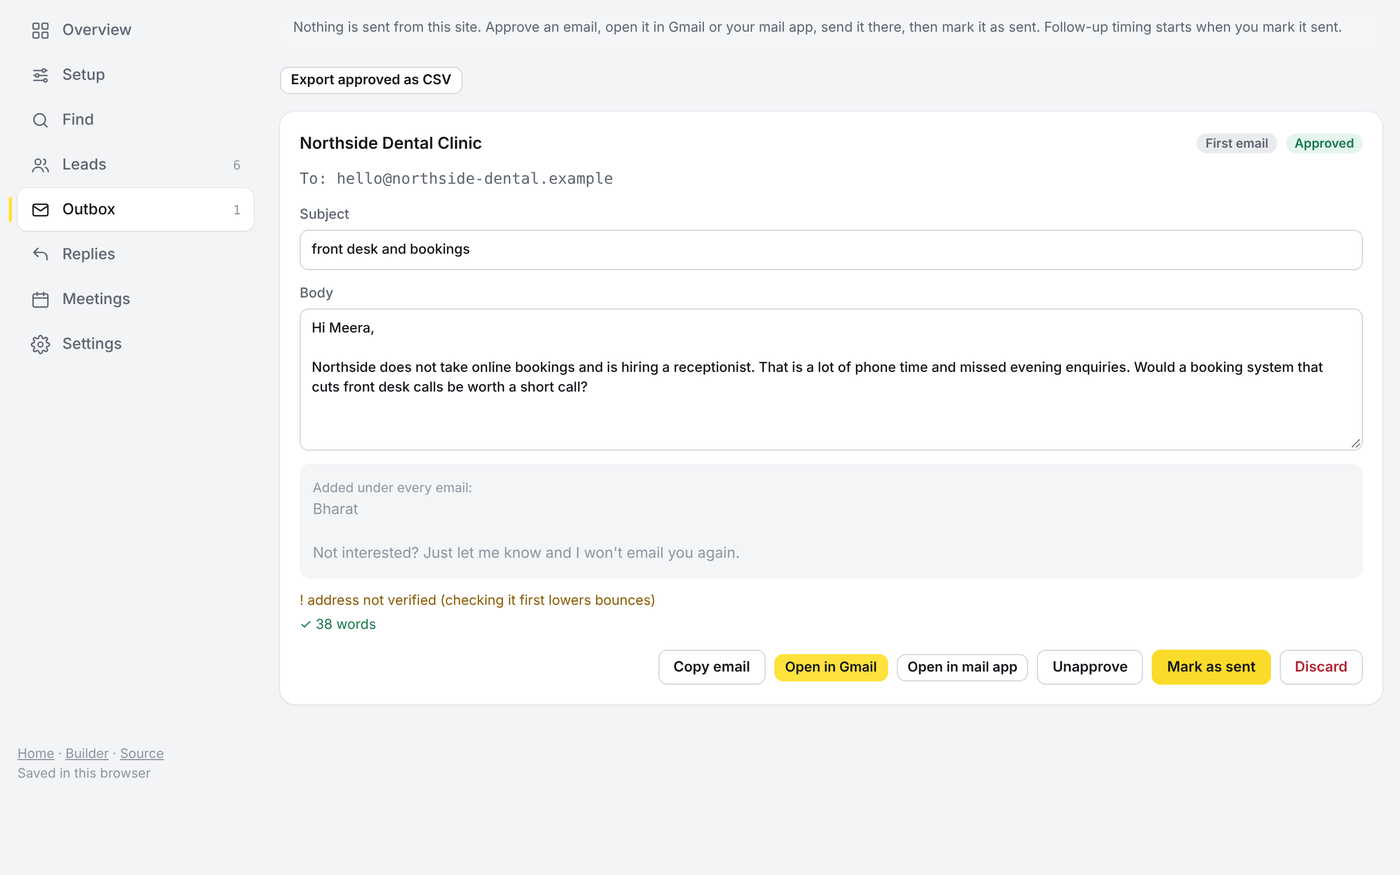 Overview
Setup
Find
Leads 6
Outbox 1
Replies
Meetings
Settings
Home · Builder · Source
Saved in this browser
Nothing is sent from this site. Approve an email, open it in Gmail or your mail app, send it there, then mark it as sent. Follow-up timing starts when you mark it sent.
Export approved as CSV
Northside Dental Clinic First email Approved
To: hello@northside-dental.example
Subject
front desk and bookings
Body
Hi Meera,
Northside does not take online bookings and is hiring a receptionist. That is a lot of phone time and missed evening enquiries. Would a booking system that
cuts front desk calls be worth a short call?
Added under every email:
Bharat
Not interested? Just let me know and I won't email you again.
! address not verified (checking it first lowers bounces)
✓ 38 words
Copy email Open in Gmail Open in mail app Unapprove Mark as sent Discard